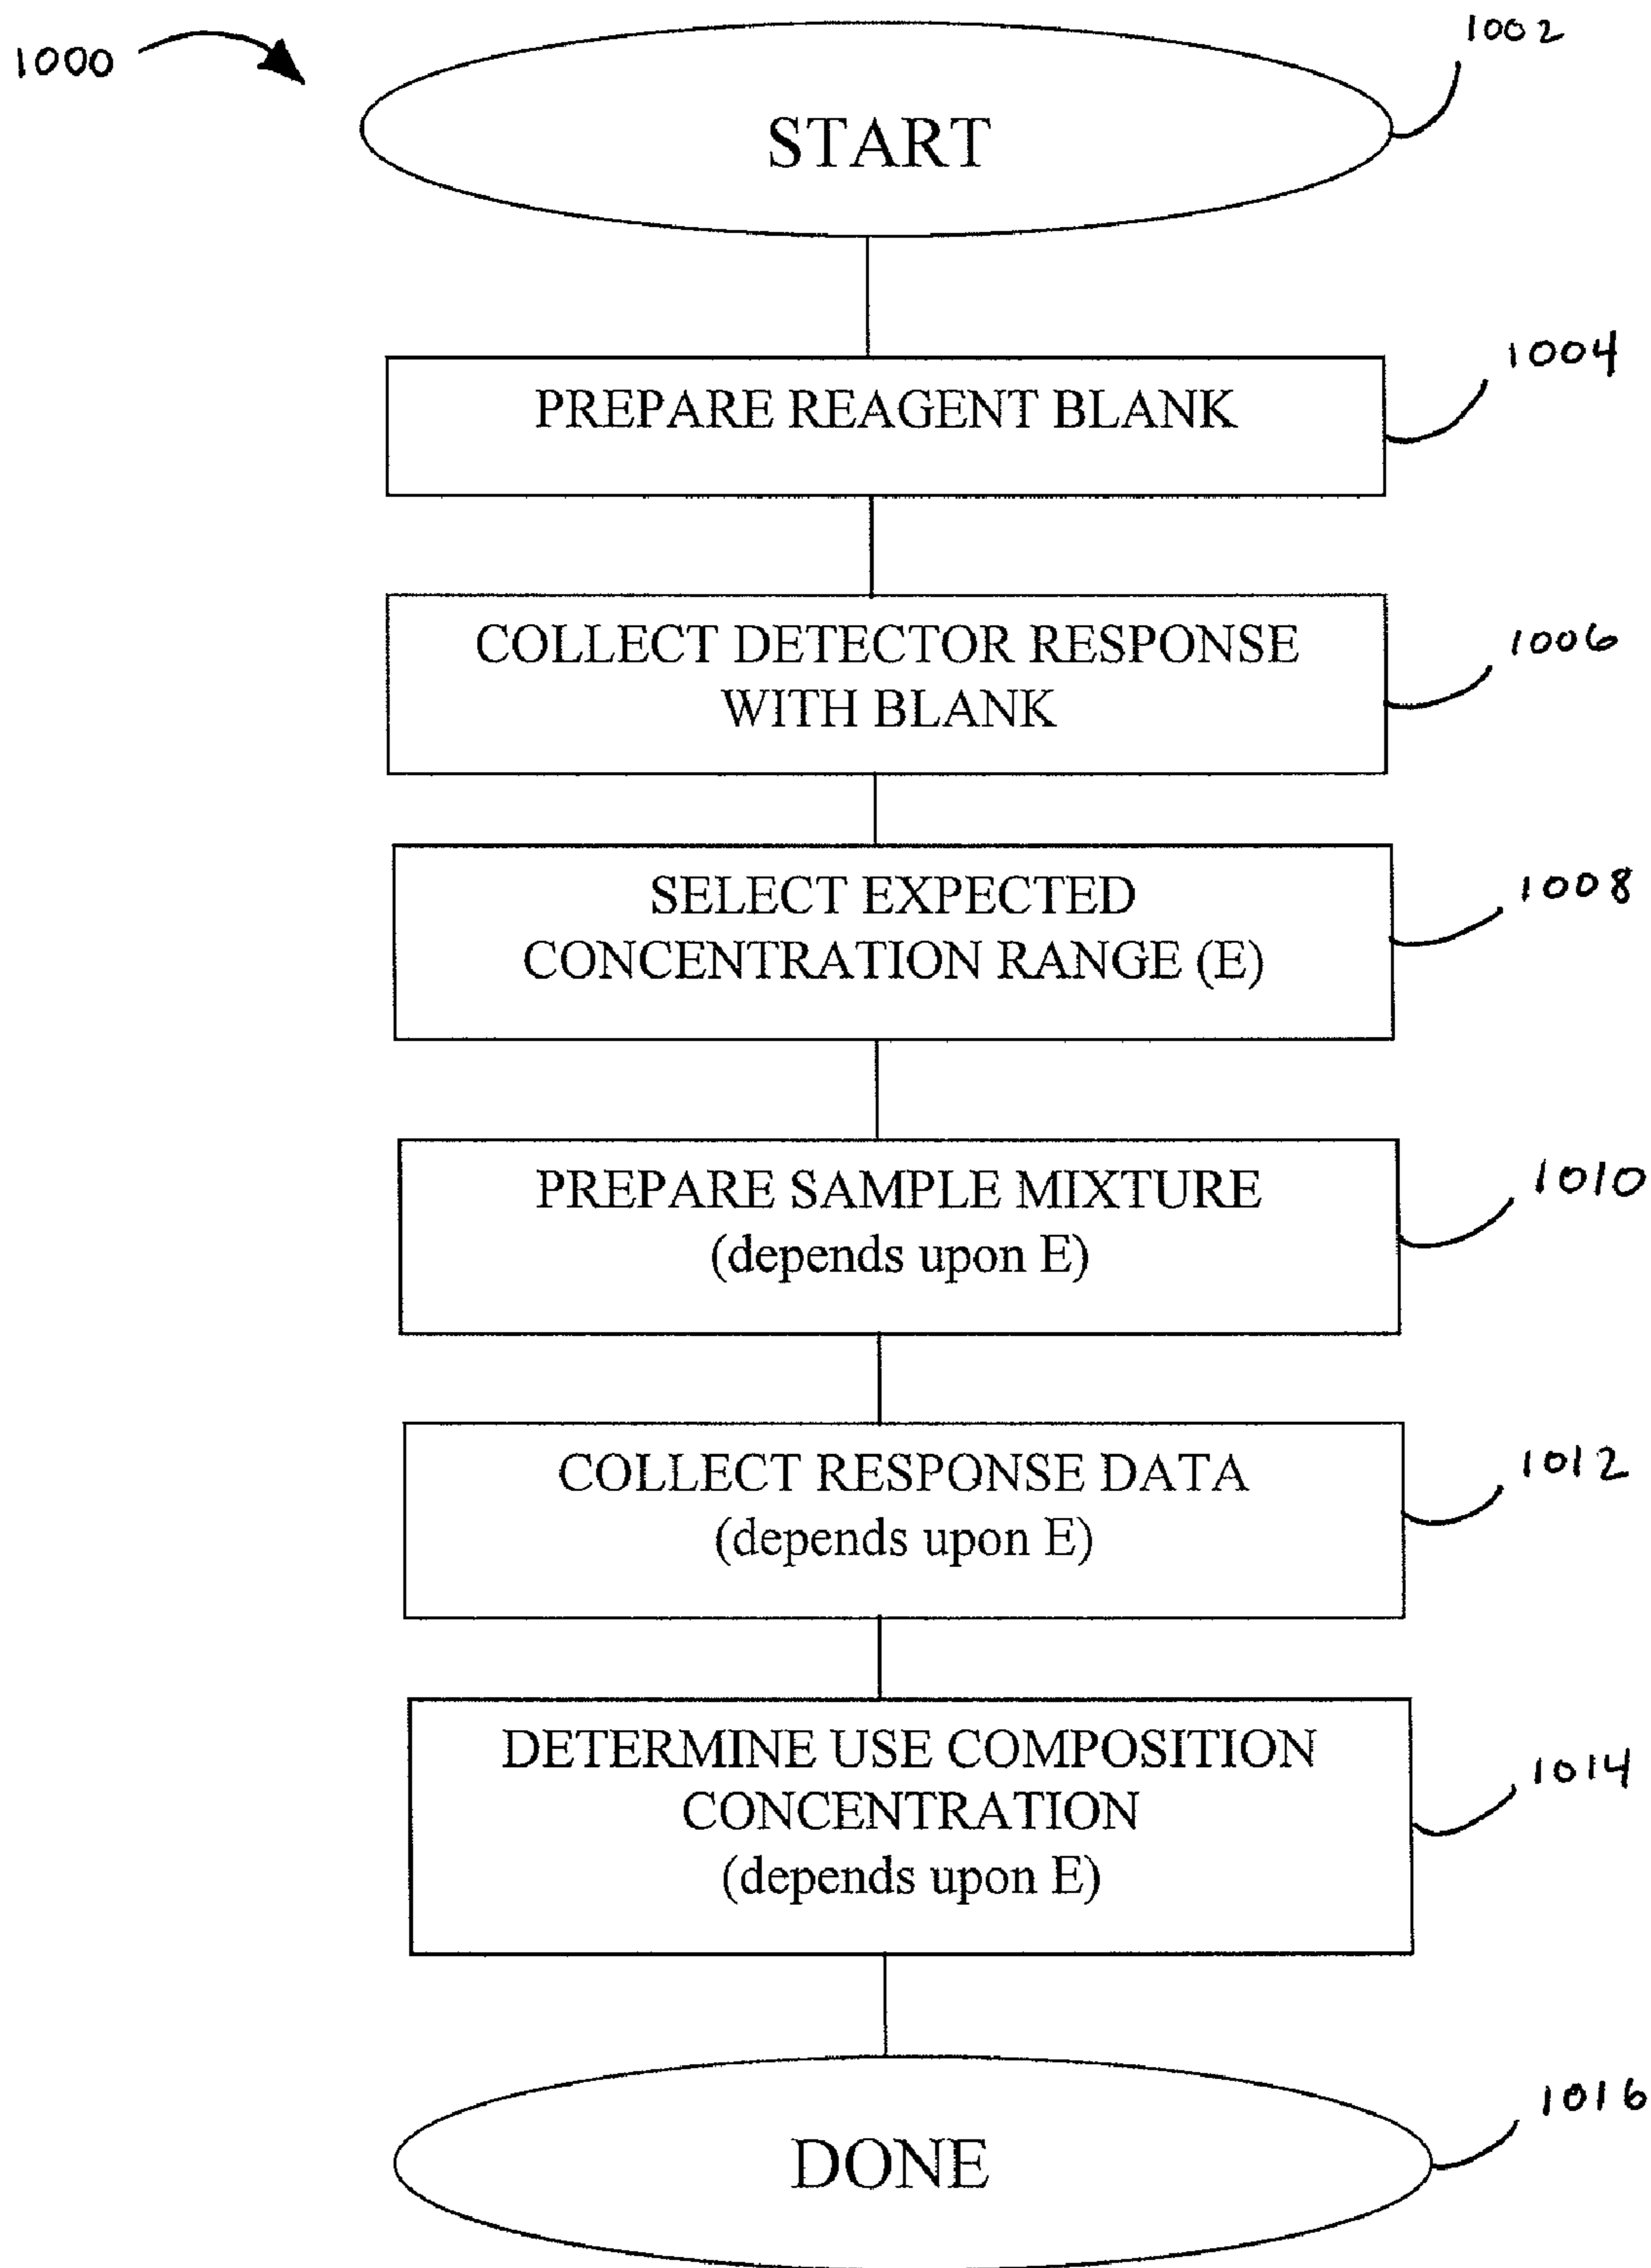 1000
1002
START
1004
PREPARE REAGENT BLANK
1006
COLLECT DETECTOR RESPONSE
WITH BLANK
1008
SELECT EXPECTED
CONCENTRATION RANGE (E)
1010
PREPARE SAMPLE MIXTURE
(depends upon E)
1012
COLLECT RESPONSE DATA
(depends upon E)
1014
DETERMINE USE COMPOSITION
CONCENTRATION
(depends upon E)
1016
DONE